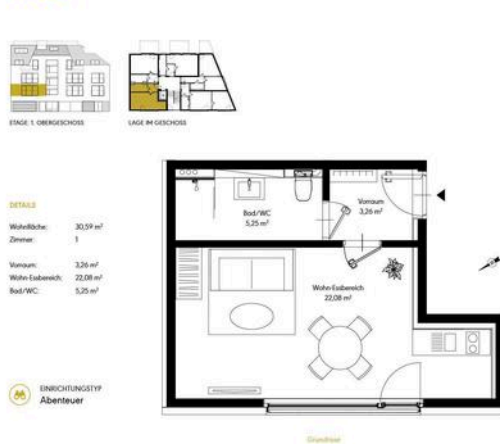 ETAGE: 1. OBERGESCHOSS
LAGE IM GESCHOSS
DETAILS
Wohnfläche: 30,59 m²
Zimmer: 1
Vorraum: 3,26 m²
Wohn-Essbereich: 22,08 m²
Bad/WC: 5,25 m²
EINRICHTUNGSTYP
Abenteuer
Bad/WC
5,25 m²
Vorraum
3,26 m²
Wohn-Essbereich
22,08 m²
Grundrisse